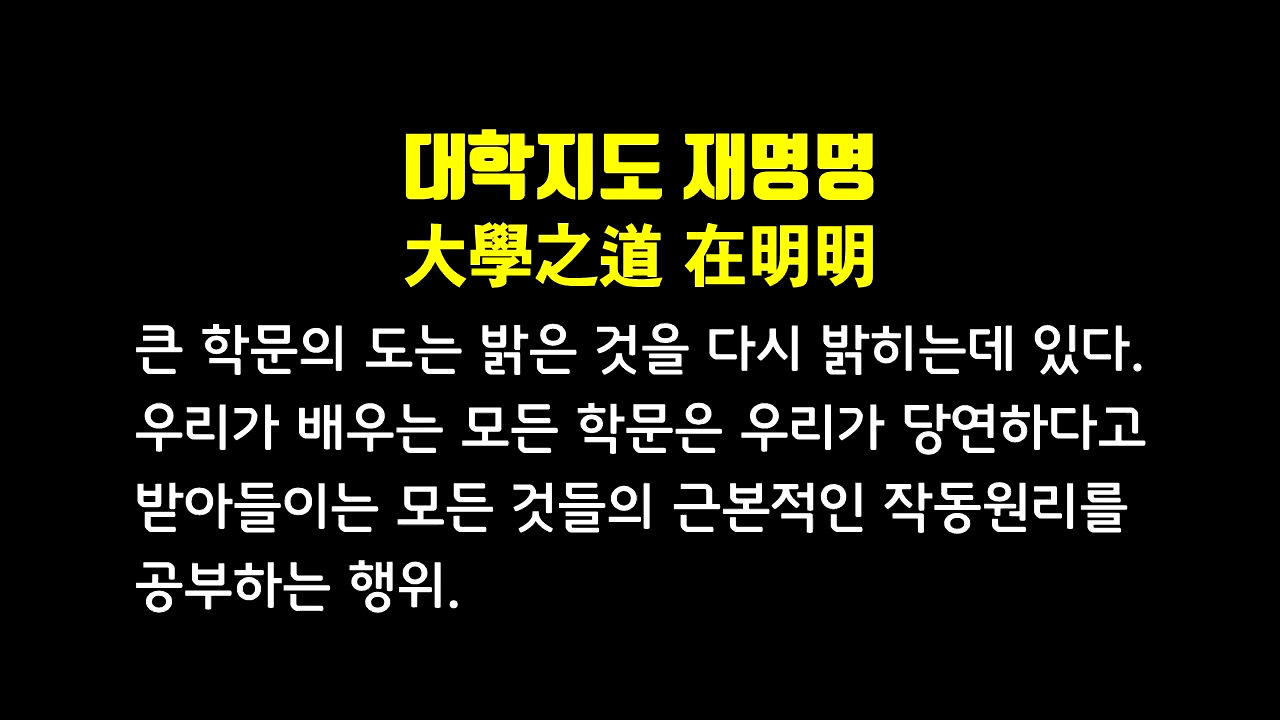 대학지도 재명명
大學之道 在明明
큰 학문의 도는 밝은 것을 다시 밝히는데 있다.
우리가 배우는 모든 학문은 우리가 당연하다고
받아들이는 모든 것들의 근본적인 작동원리를
공부하는 행위.